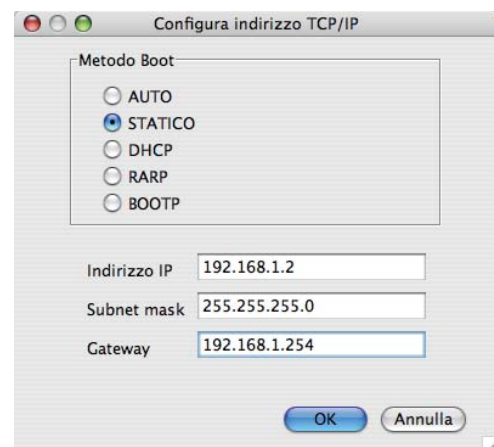 Configura indirizzo TCP/IP
Metodo Boot
AUTO
STATICO
DHCP
RARP
BOOTP
Indirizzo IP 192.168.1.2
Subnet mask 255.255.255.0
Gateway 192.168.1.254
OK Annulla